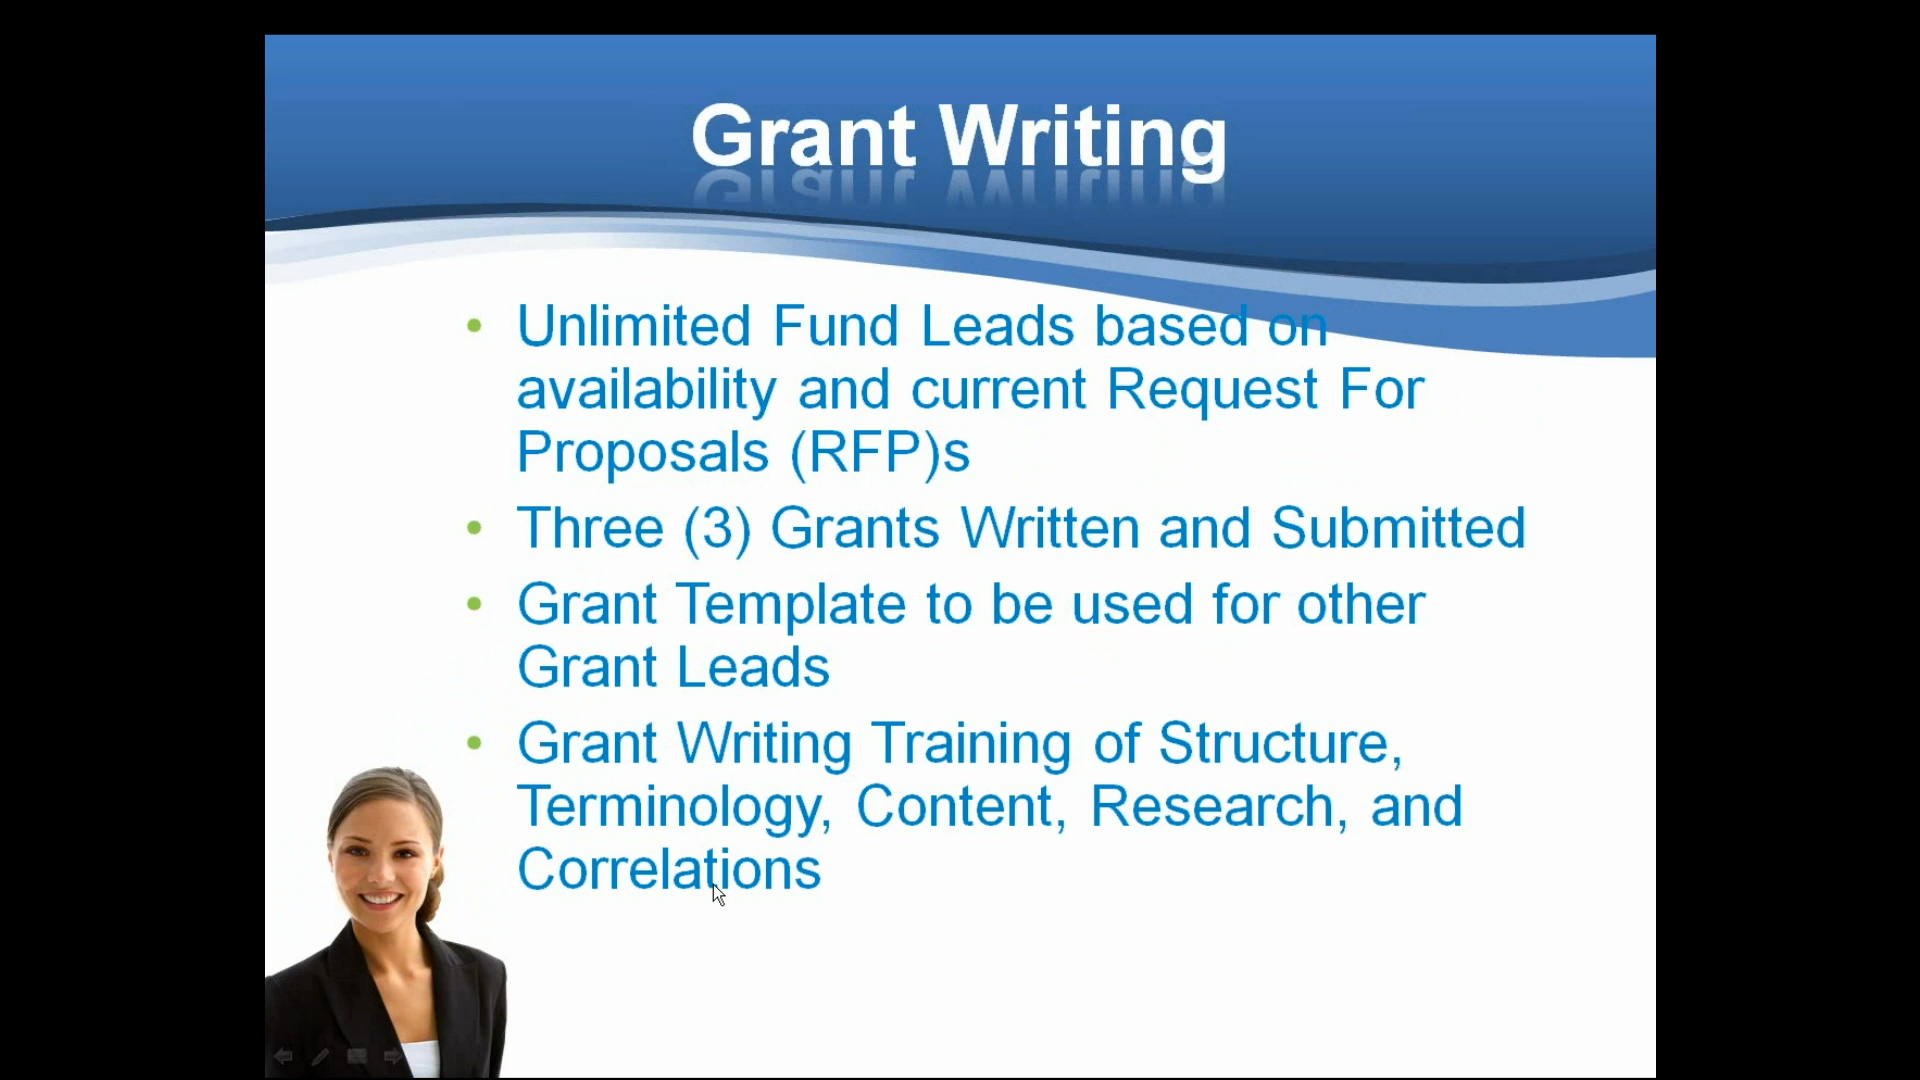 Grant Writing
• Unlimited Fund Leads based on
availability and current Request For
Proposals (RFP)s
• Three (3) Grants Written and Submitted
• Grant Template to be used for other
Grant Leads
• Grant Writing Training of Structure,
Terminology, Content, Research, and
Correlations